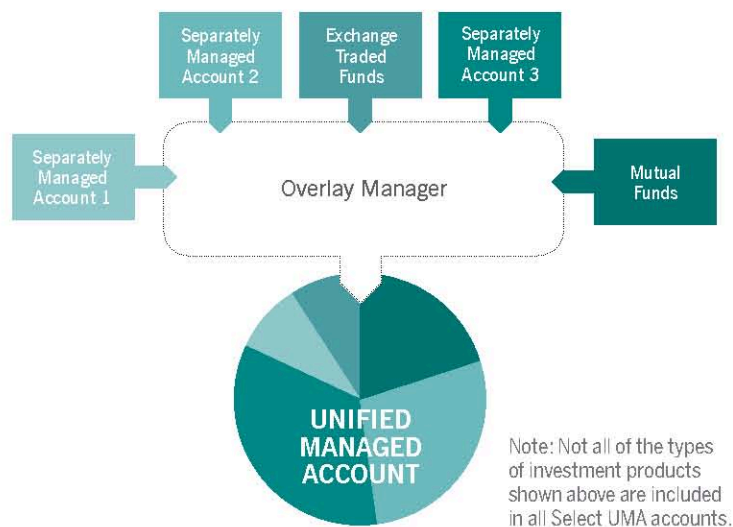 Separately
Managed
Account 2
Exchange
Traded
Funds
Separately
Managed
Account 3
Separately
Managed
Account 1
Overlay Manager
Mutual
Funds
UNIFIED
MANAGED
ACCOUNT
Note: Not all of the types
of investment products
shown above are included
in all Select UMA accounts.